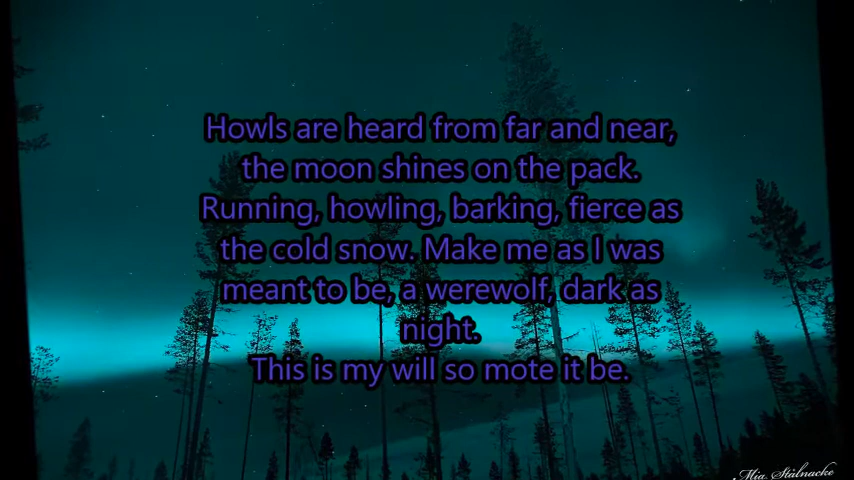 Howls are heard from far and near,
the moon shines on the pack.
Running, howling, barking, fierce as
the cold snow. Make me as I was
meant to be, a werewolf, dark as
night.
This is my will so mote it be.
Mia Stålnacke